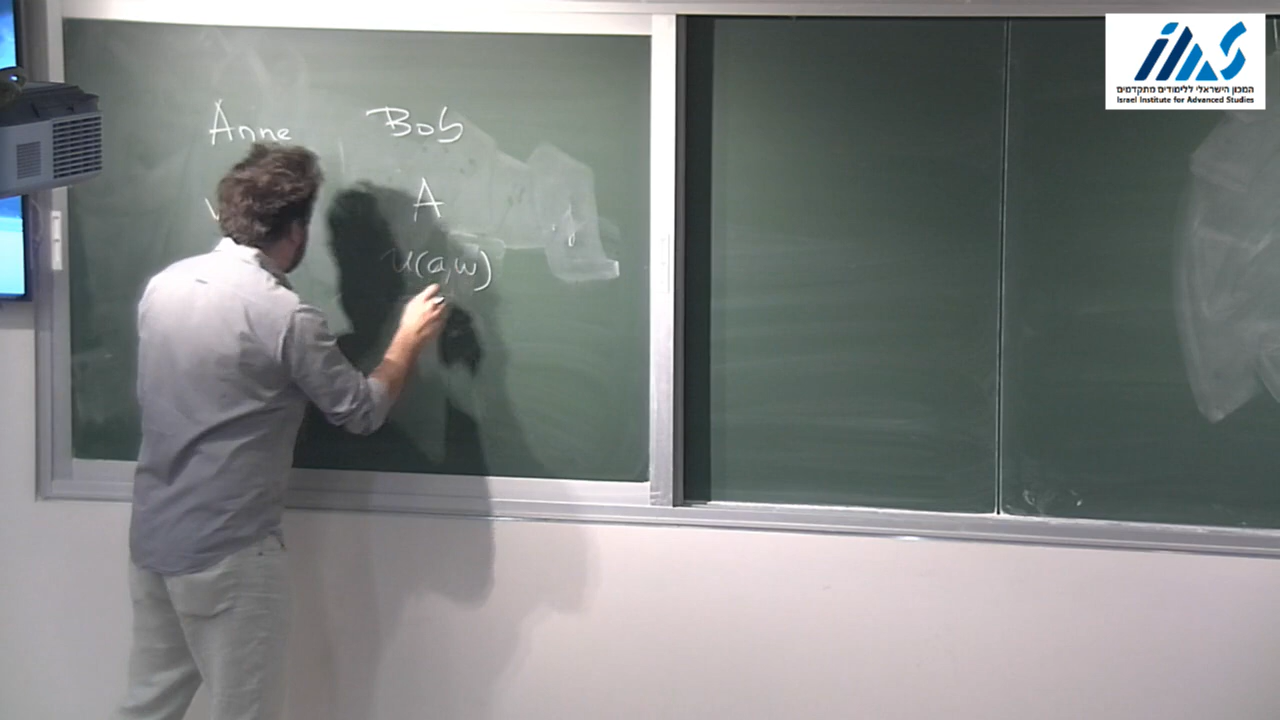 Anne Bob
A
u(a,w)
המכון הישראלי ללימודים מתקדמים
Israel Institute for Advanced Studies